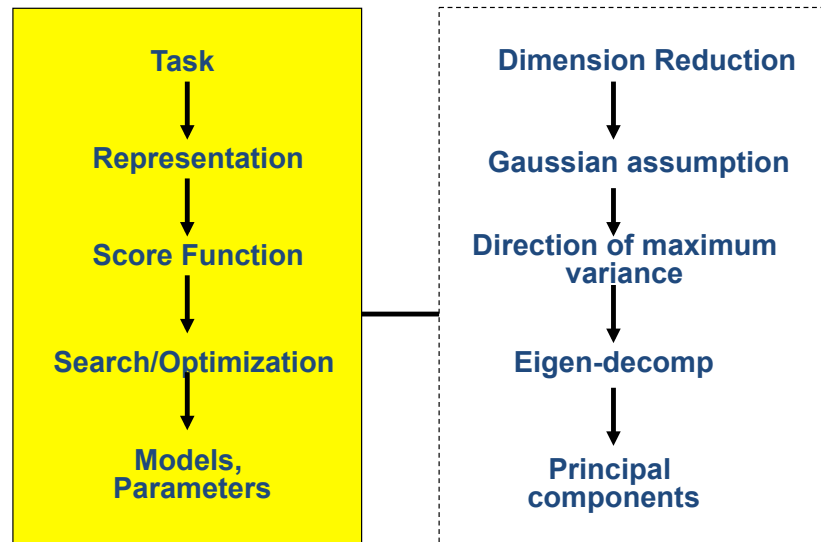 Task
Representation
Score Function
Search/Optimization
Models,
Parameters
Dimension Reduction
Gaussian assumption
Direction of maximum
variance
Eigen-decomp
Principal
components